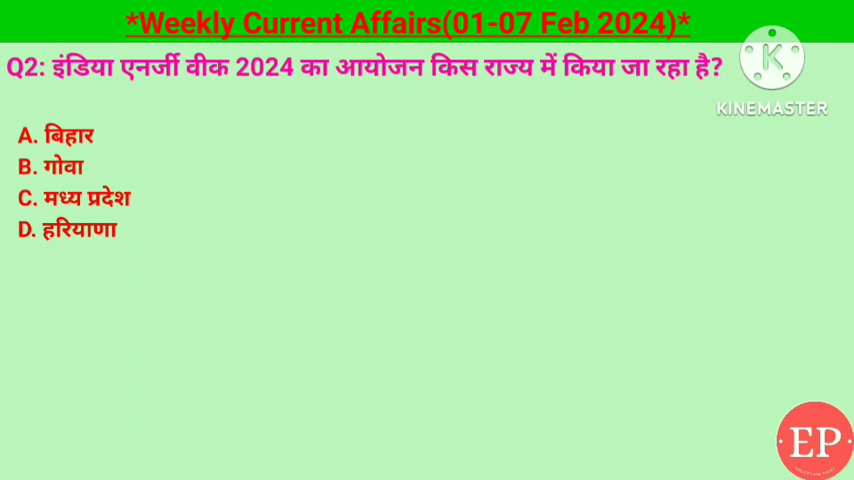 *Weekly Current Affairs(01-07 Feb 2024)*
Q2: इंडिया एनर्जी वीक 2024 का आयोजन किस राज्य में किया जा रहा है?
K
KINEMASTER
A. बिहार
B. गोवा
C. मध्य प्रदेश
D. हरियाणा
EP